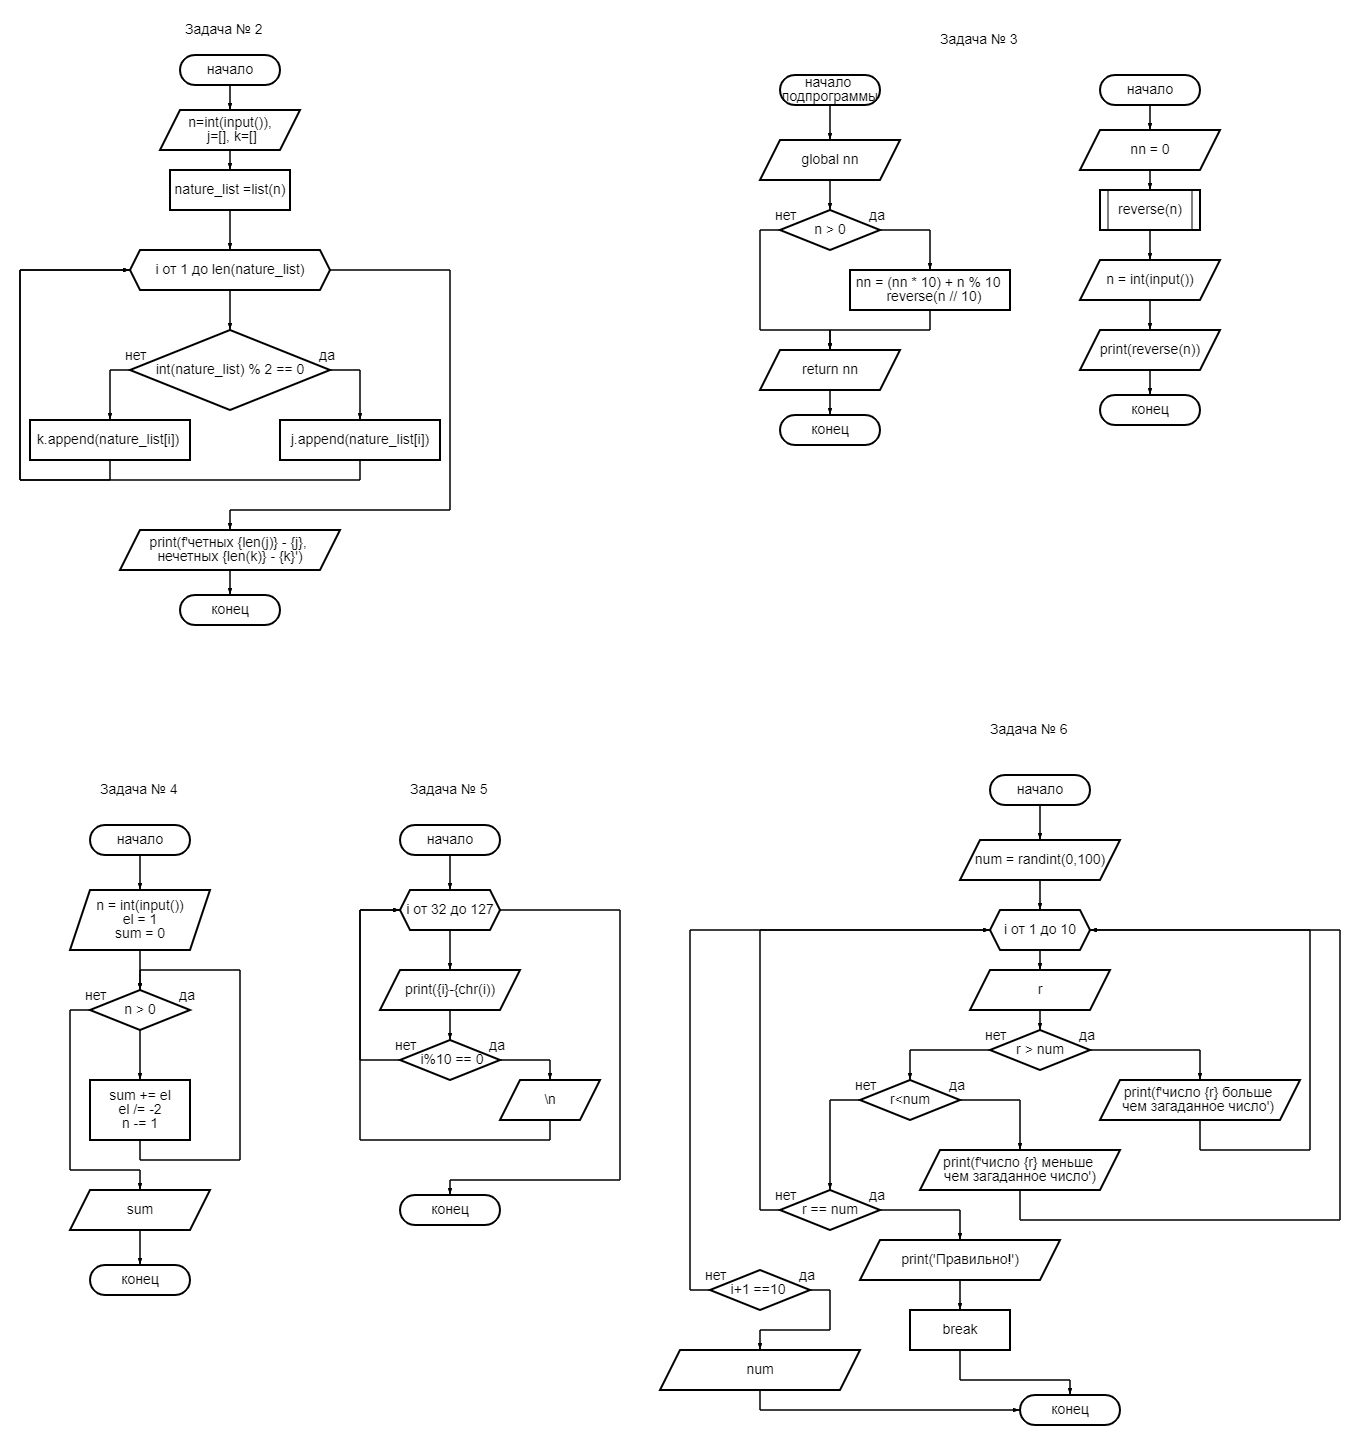 Задача № 2
начало
n=int(input()),
j=[], k=[]
nature_list =list(n)
i от 1 до len(nature_list)
нет
да
int(nature_list) % 2 == 0
k.append(nature_list[i])
j.append(nature_list[i])
print(f'четных {len(j)} - {j},
нечетных {len(k)} - {k}')
конец
Задача № 3
начало
подпрограммы
global nn
нет
да
n > 0
nn = (nn * 10) + n % 10
reverse(n // 10)
return nn
конец
начало
nn = 0
reverse(n)
n = int(input())
print(reverse(n))
конец
Задача № 4
начало
n = int(input())
el = 1
sum = 0
нет
да
n > 0
sum += el
el /= -2
n -= 1
sum
конец
Задача № 5
начало
i от 32 до 127
print({i}-{chr(i))
нет
да
i%10 == 0
\n
конец
Задача № 6
начало
num = randint(0,100)
i от 1 до 10
r
нет
да
r > num
print(f'число {r} больше
чем загаданное число')
нет
да
r<num
print(f'число {r} меньше
чем загаданное число')
нет
да
r == num
print('Правильно!')
break
нет
да
i+1 ==10
num
конец